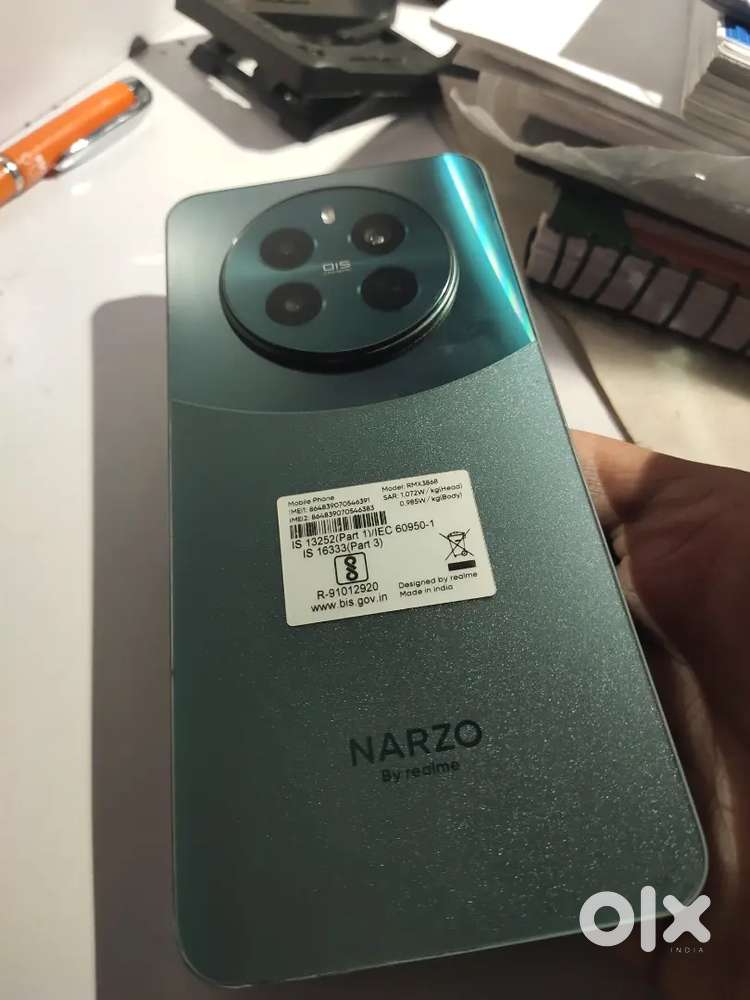 OIS
Mobile Phone
Model: RMX3868
IMEI1: 864839070546391
SAR: 1.072W / kg(Head)
IMEI2: 864839070546383
0.985W / kg(Body)
IS 13252(Part 1)/IEC 60950-1
IS 16333(Part 3)
R-91012920
www.bis.gov.in
Designed by realme
Made in India
NARZO
By realme
olx
INDIA